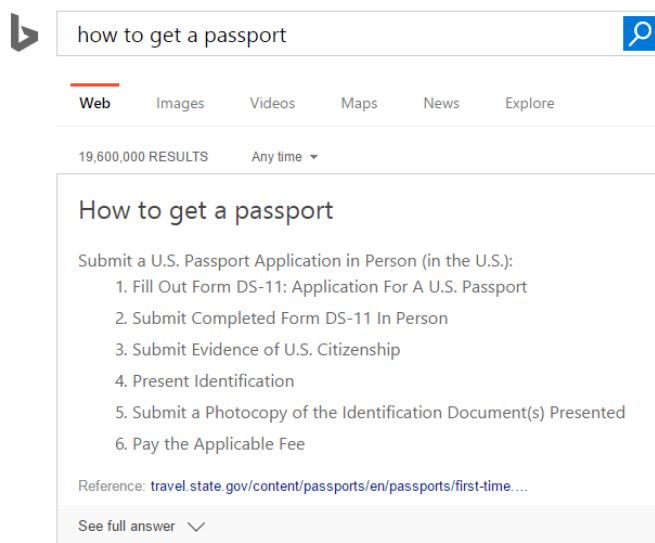 how to get a passport
Web Images Videos Maps News Explore
19,600,000 RESULTS Any time
How to get a passport
Submit a U.S. Passport Application in Person (in the U.S.):
1. Fill Out Form DS-11: Application For A U.S. Passport
2. Submit Completed Form DS-11 In Person
3. Submit Evidence of U.S. Citizenship
4. Present Identification
5. Submit a Photocopy of the Identification Document(s) Presented
6. Pay the Applicable Fee
Reference: travel.state.gov/content/passports/en/passports/first-time....
See full answer